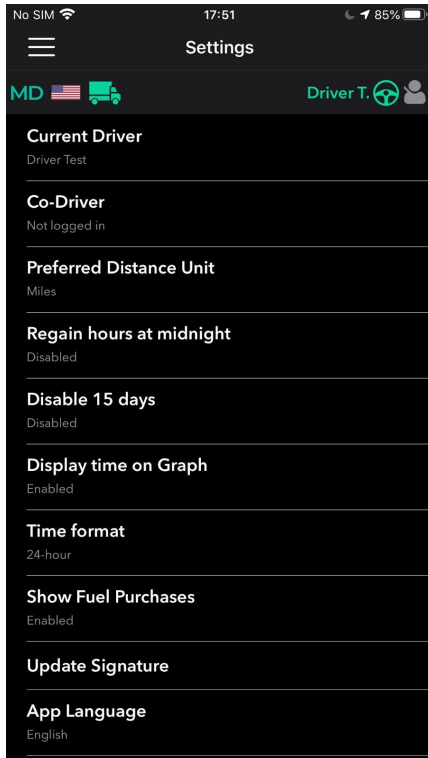 No SIM 17:51 85%
Settings
MD Driver T.
Current Driver
Driver Test
Co-Driver
Not logged in
Preferred Distance Unit
Miles
Regain hours at midnight
Disabled
Disable 15 days
Disabled
Display time on Graph
Enabled
Time format
24-hour
Show Fuel Purchases
Enabled
Update Signature
App Language
English